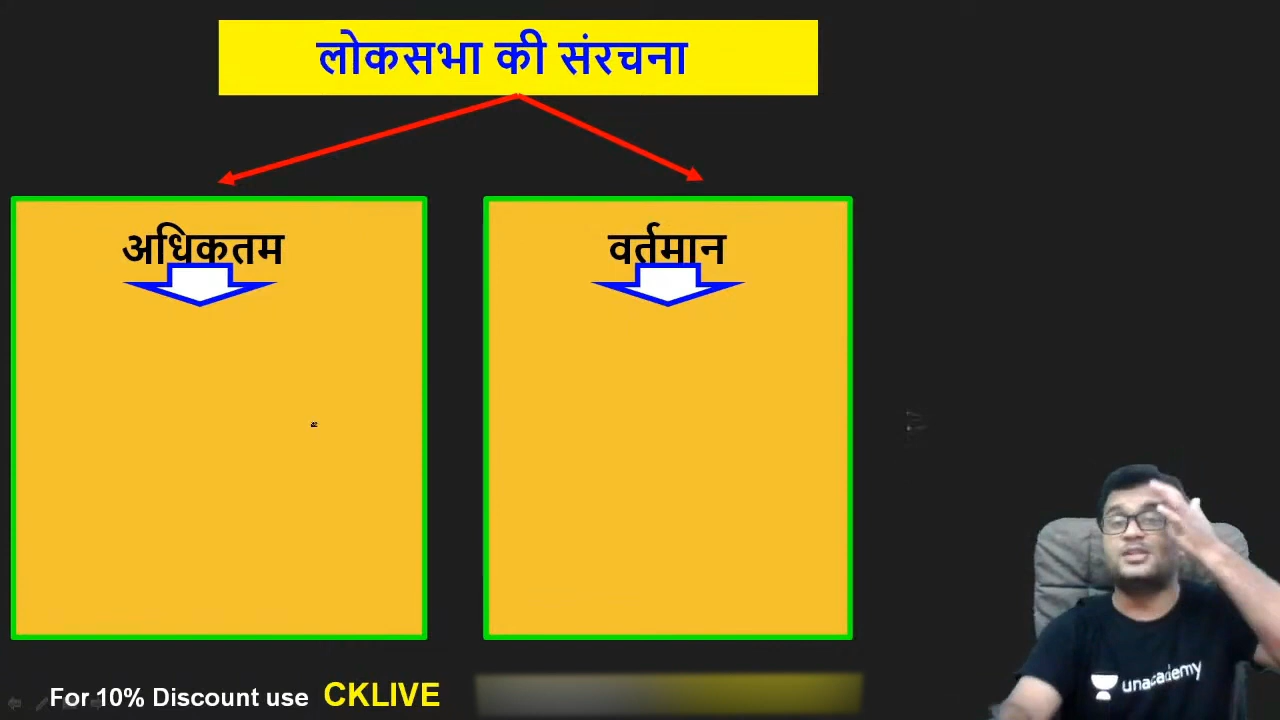 लोकसभा की संरचना
अधिकतम
वर्तमान
For 10% Discount use CKLIVE
unacademy